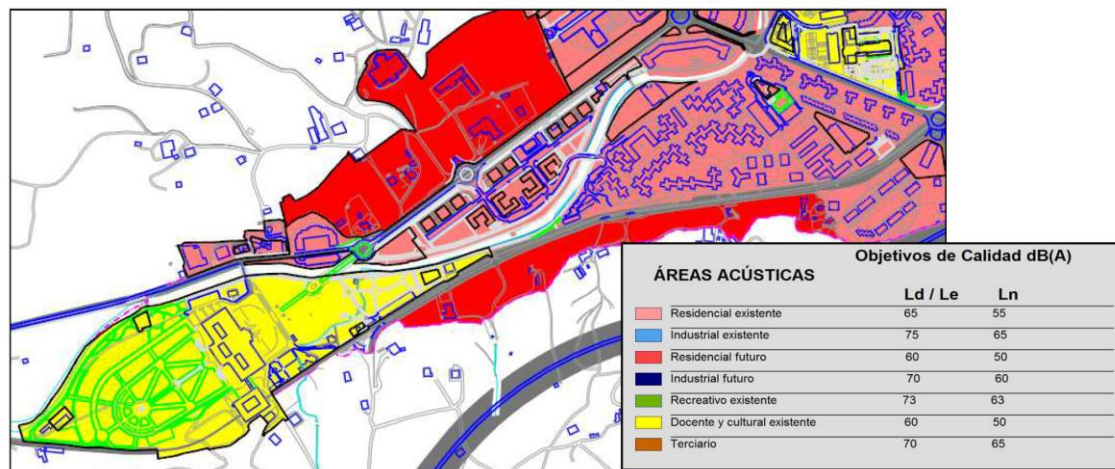 Objetivos de Calidad dB(A)
ÁREAS ACÚSTICAS
Ld / Le Ln
Residencial existente 65 55
Industrial existente 75 65
Residencial futuro 60 50
Industrial futuro 70 60
Recreativo existente 73 63
Docente y cultural existente 60 50
Terciario 70 65